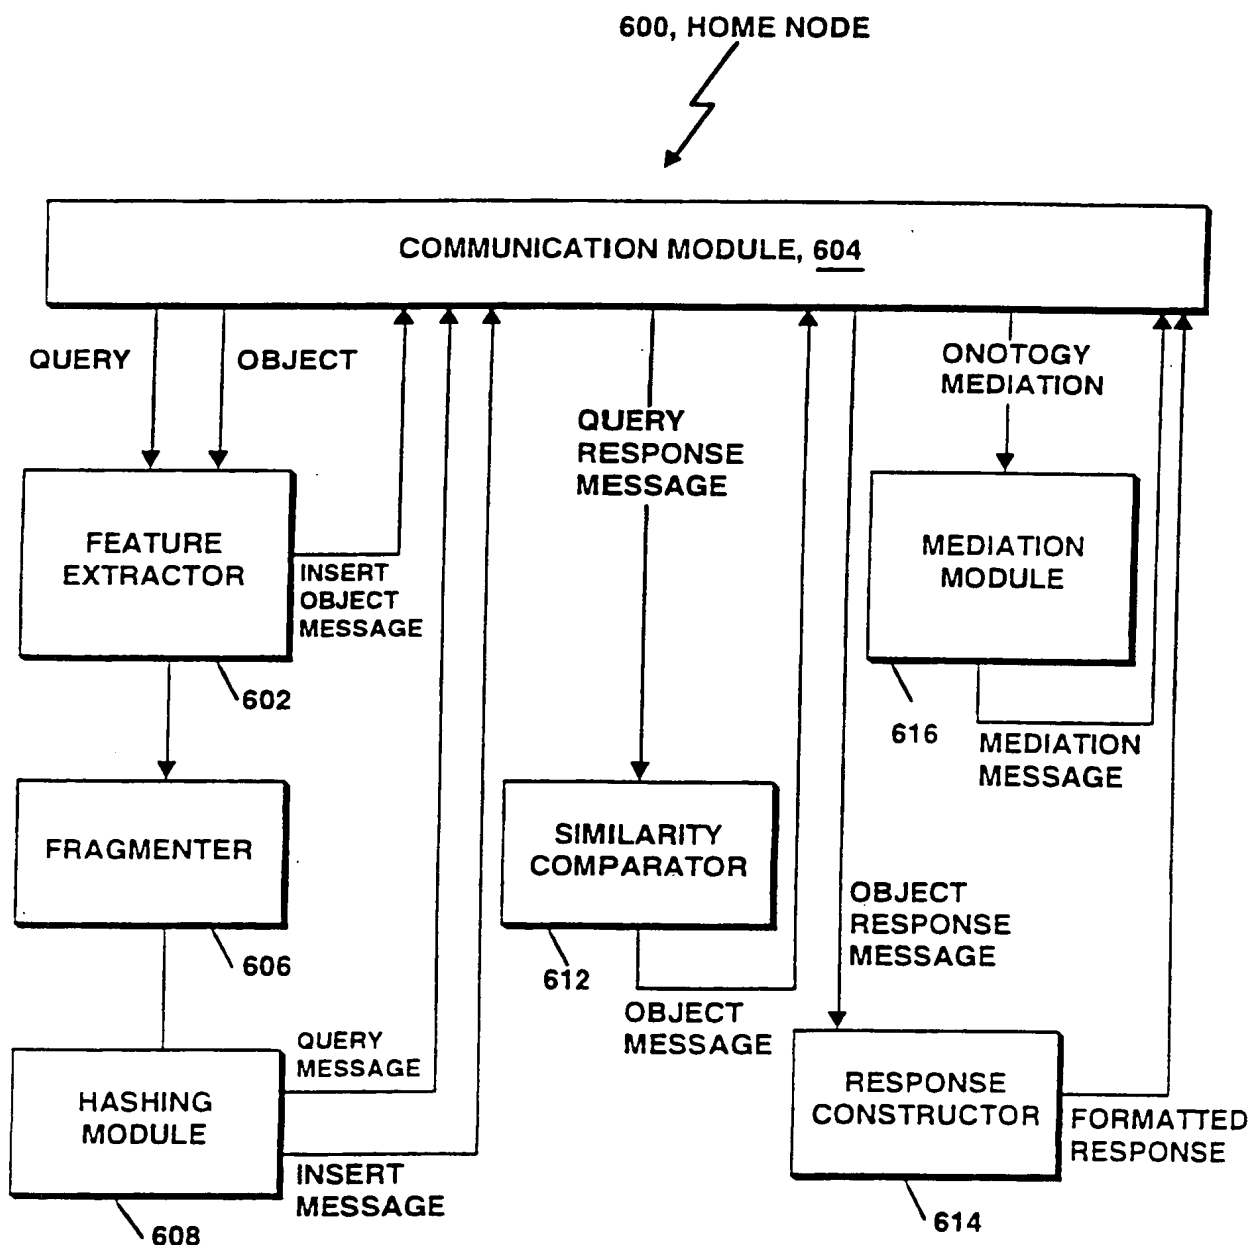 600, HOME NODE
COMMUNICATION MODULE, 604
QUERY
OBJECT
ONOTOGY
MEDIATION
QUERY
RESPONSE
MESSAGE
FEATURE
EXTRACTOR
INSERT
OBJECT
MESSAGE
MEDIATION
MODULE
602
616
MEDIATION
MESSAGE
FRAGMENTER
SIMILARITY
COMPARATOR
OBJECT
RESPONSE
MESSAGE
606
612
OBJECT
MESSAGE
QUERY
MESSAGE
HASHING
MODULE
RESPONSE
CONSTRUCTOR
FORMATTED
RESPONSE
INSERT
MESSAGE
608
614